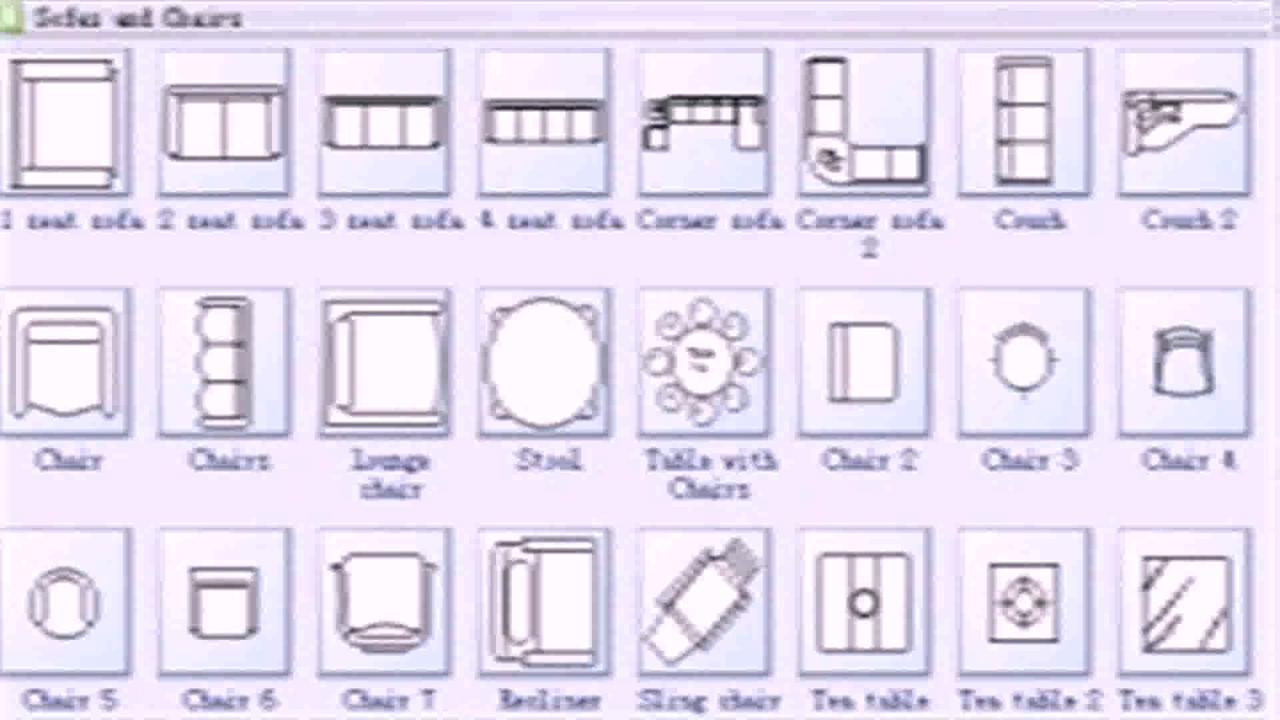 Sofas and Chairs
1 seat sofa 2 seat sofa 3 seat sofa 4 seat sofa Corner sofa Corner sofa 2 Couch Couch 2
Chair Chairs Lounge chair Stool Table with Chairs Chair 2 Chair 3 Chair 4
Chair 5 Chair 6 Chair 7 Recliner Sling chair Tea table Tea table 2 Tea table 3